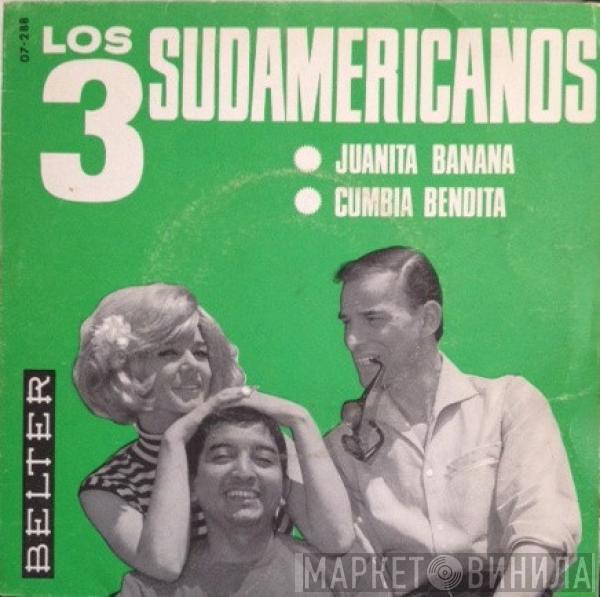 07-288
LOS
3
SUDAMERICANOS
JUANITA BANANA
CUMBIA BENDITA
BELTER
МАРКЕТ ВИНИЛА